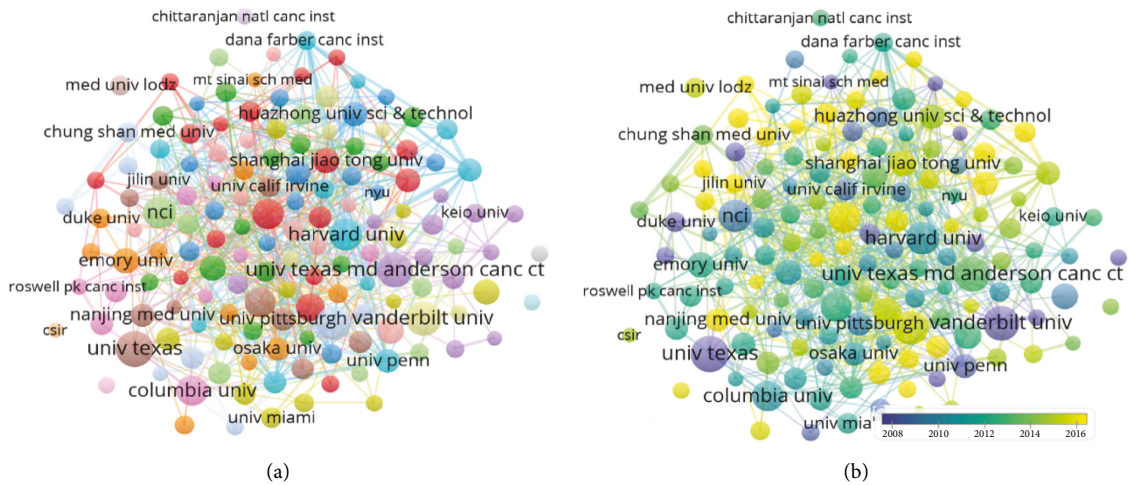 chittaranjan natl canc inst
dana farber canc inst
mt sinai sch med
med univ lodz
huazhong univ sci & technol
chung shan med univ
shanghai jiao tong univ
jilin univ
univ calif irvine
nyu
duke univ
nci
keio univ
harvard univ
emory univ
univ texas md anderson canc ct
roswell pk canc inst
nanjing med univ
univ pittsburgh
vanderbilt univ
csir
univ texas
osaka univ
univ penn
columbia univ
univ miami
(a)
chittaranjan natl canc inst
dana farber canc inst
mt sinai sch med
med univ lodz
huazhong univ sci & technol
chung shan med univ
shanghai jiao tong univ
jilin univ
univ calif irvine
nyu
duke univ
nci
keio univ
harvard univ
emory univ
univ texas md anderson canc ct
roswell pk canc inst
nanjing med univ
univ pittsburgh
vanderbilt univ
csir
univ texas
osaka univ
univ penn
columbia univ
univ mia
2008 2010 2012 2014 2016
(b)